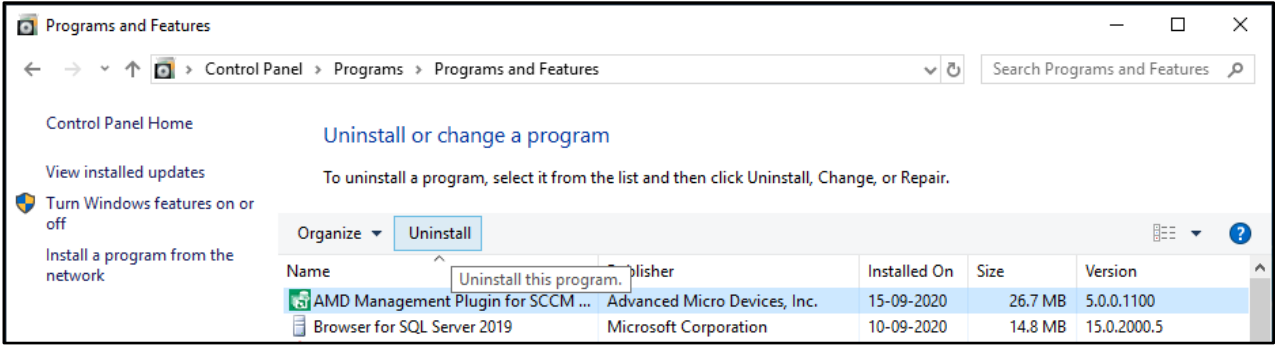 Programs and Features
Control Panel > Programs > Programs and Features
Search Programs and Features
Control Panel Home
View installed updates
Turn Windows features on or
off
Install a program from the
network
Uninstall or change a program
To uninstall a program, select it from the list and then click Uninstall, Change, or Repair.
Organize Uninstall
Name Installed On Size Version
Uninstall this program.
AMD Management Plugin for SCCM ... Advanced Micro Devices, Inc. 15-09-2020 26.7 MB 5.0.0.1100
Browser for SQL Server 2019 Microsoft Corporation 10-09-2020 14.8 MB 15.0.2000.5